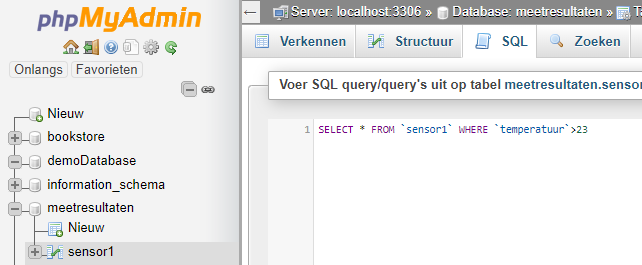 phpMyAdmin
Onlangs Favorieten
Nieuw
bookstore
demoDatabase
information_schema
meetresultaten
Nieuw
sensor1
Server: localhost:3306 » Database: meetresultaten »
Verkennen Structuur SQL Zoeken
Voer SQL query/query's uit op tabel meetresultaten.sensor
1 SELECT * FROM `sensor1` WHERE `temperatuur`>23